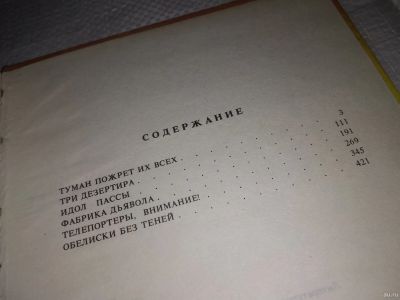 СОДЕРЖАНИЕ
ТУМАН ПОЖРЕТ ИХ ВСЕХ . . . . . . . . . 3
ТРИ ДЕЗЕРТИРА . . . . . . . . . . . 111
ИДОЛ ПАССЫ . . . . . . . . . . . . 191
ФАБРИКА ДЬЯВОЛА . . . . . . . . . . 269
ТЕЛЕПОРТЕРЫ, ВНИМАНИЕ! . . . . . . . 345
ОБЕЛИСКИ БЕЗ ТЕНЕЙ . . . . . . . . . 421